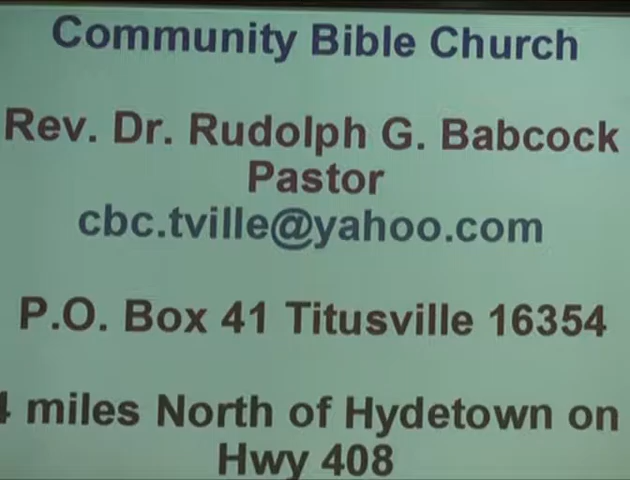 Community Bible Church
Rev. Dr. Rudolph G. Babcock
Pastor
cbc.tville@yahoo.com
P.O. Box 41 Titusville 16354
4 miles North of Hydetown on
Hwy 408